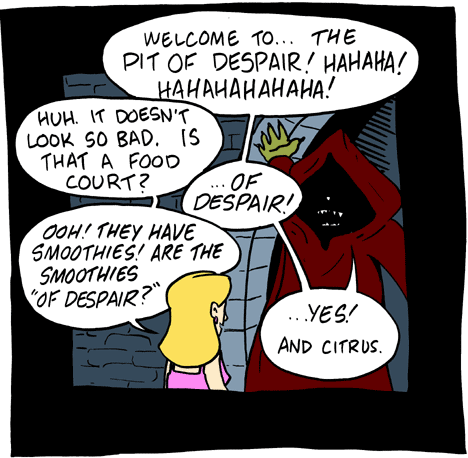 WELCOME TO... THE
PIT OF DESPAIR! HAHAHA!
HAHAHAHAHAHA!
HUH. IT DOESN'T
LOOK SO BAD. IS
THAT A FOOD
COURT?
...OF
DESPAIR!
OOH! THEY HAVE
SMOOTHIES! ARE THE
SMOOTHIES
"OF DESPAIR?"
...YES!
AND CITRUS.